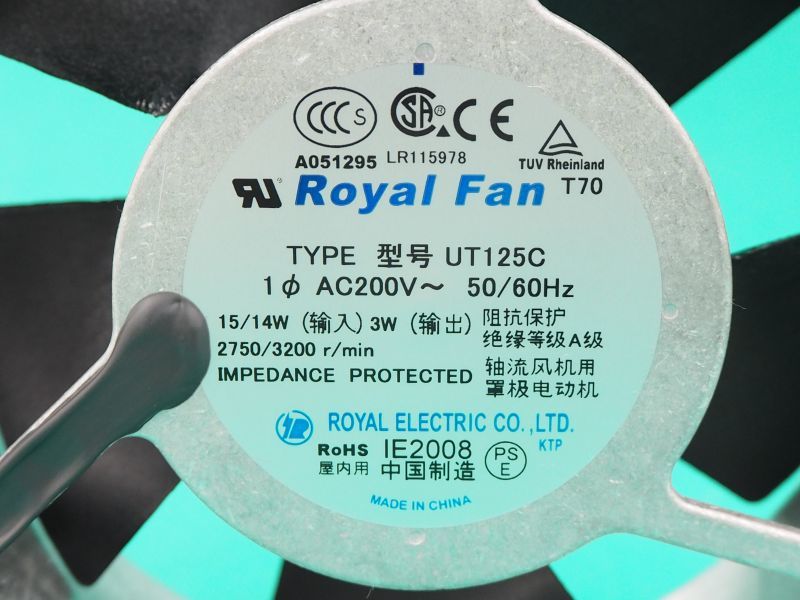 CCC S
SA® CE
A051295 LR115978 TUV Rheinland
RU® Royal Fan T70
TYPE 型号 UT125C
1φ AC200V～ 50/60Hz
15/14W (输入) 3W (输出) 阻抗保护
绝缘等级A级
2750/3200 r/min
IMPEDANCE PROTECTED 轴流风机用
罩极电动机
ROYAL ELECTRIC CO.,LTD.
KTP
RoHS IE2008 PS
E
屋内用 中国制造
MADE IN CHINA